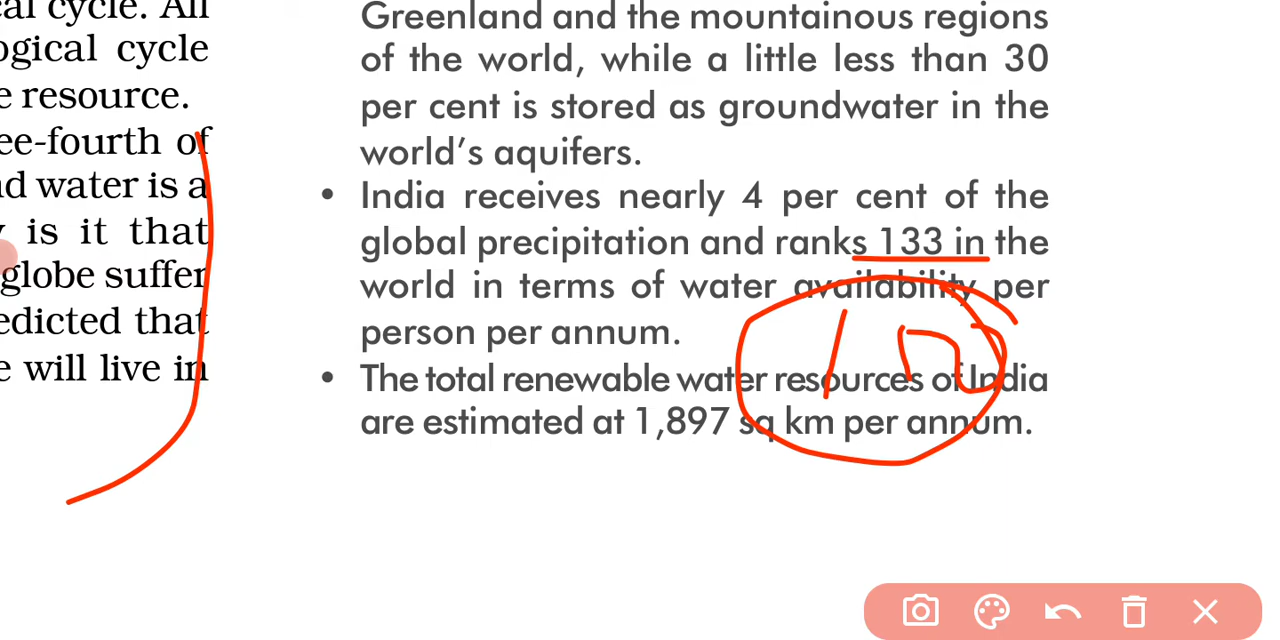 cal cycle. All
ogical cycle
e resource.
ee-fourth of
nd water is a
is it that
globe suffer
edicted that
e will live in
Greenland and the mountainous regions
of the world, while a little less than 30
per cent is stored as groundwater in the
world's aquifers.
• India receives nearly 4 per cent of the
global precipitation and ranks 133 in the
world in terms of water availability per
person per annum.
• The total renewable water resources of India
are estimated at 1,897 sq km per annum.